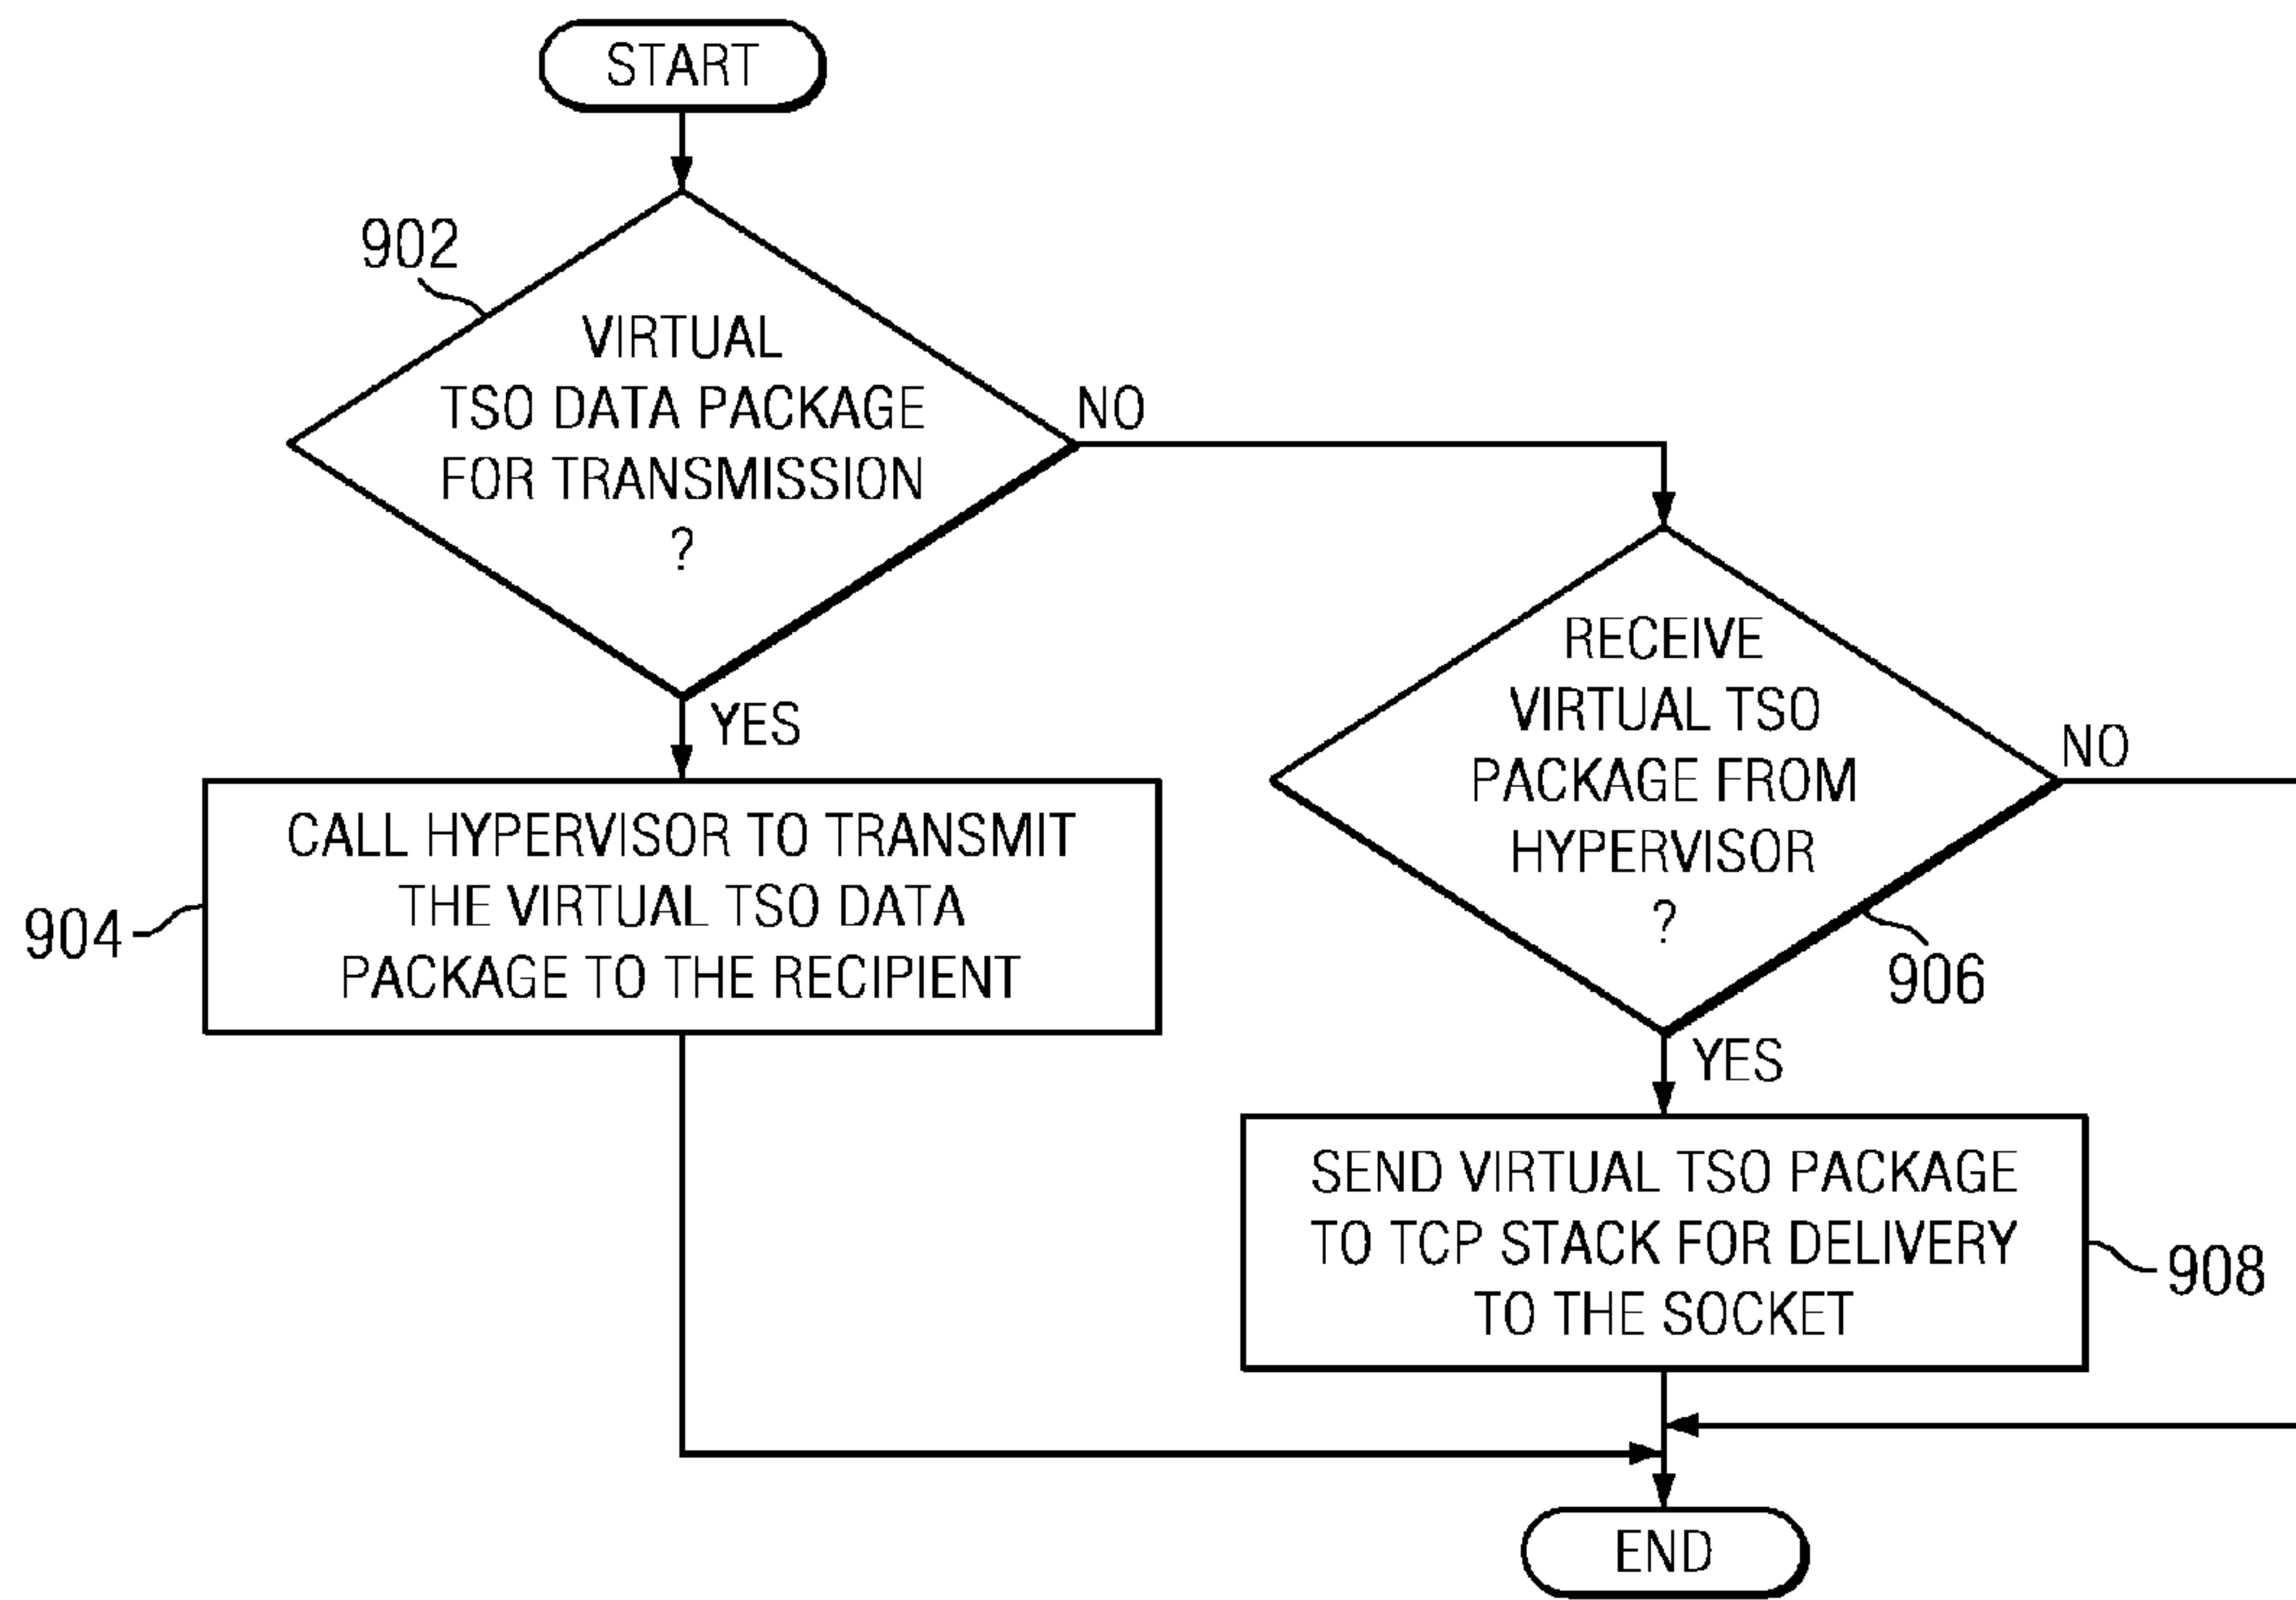 START
902
VIRTUAL
TSO DATA PACKAGE
FOR TRANSMISSION
?
NO
YES
CALL HYPERVISOR TO TRANSMIT
THE VIRTUAL TSO DATA
PACKAGE TO THE RECIPIENT
904
RECEIVE
VIRTUAL TSO
PACKAGE FROM
HYPERVISOR
?
NO
906
YES
SEND VIRTUAL TSO PACKAGE
TO TCP STACK FOR DELIVERY
TO THE SOCKET
908
END